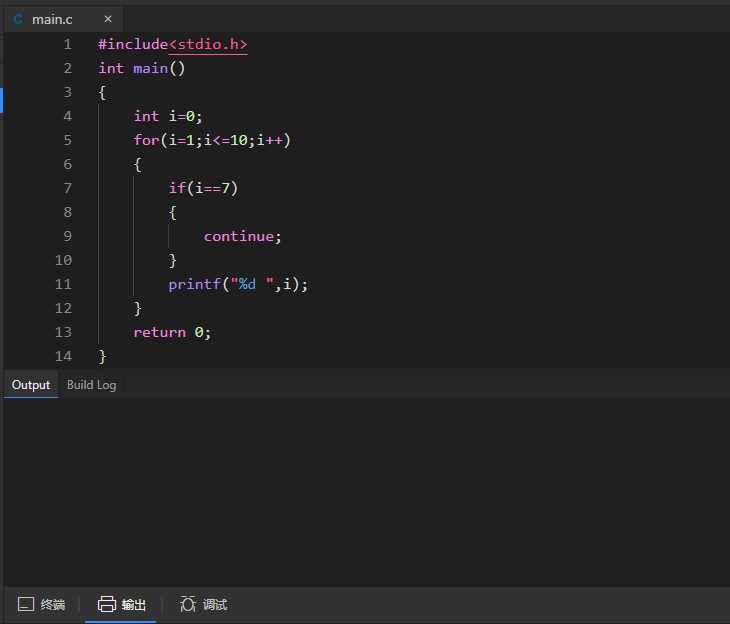 C main.c ×
1 #include<stdio.h>
2 int main()
3 {
4     int i=0;
5     for(i=1;i<=10;i++)
6     {
7         if(i==7)
8         {
9             continue;
10         }
11         printf("%d ",i);
12     }
13     return 0;
14 }
Output Build Log
终端 输出 调试